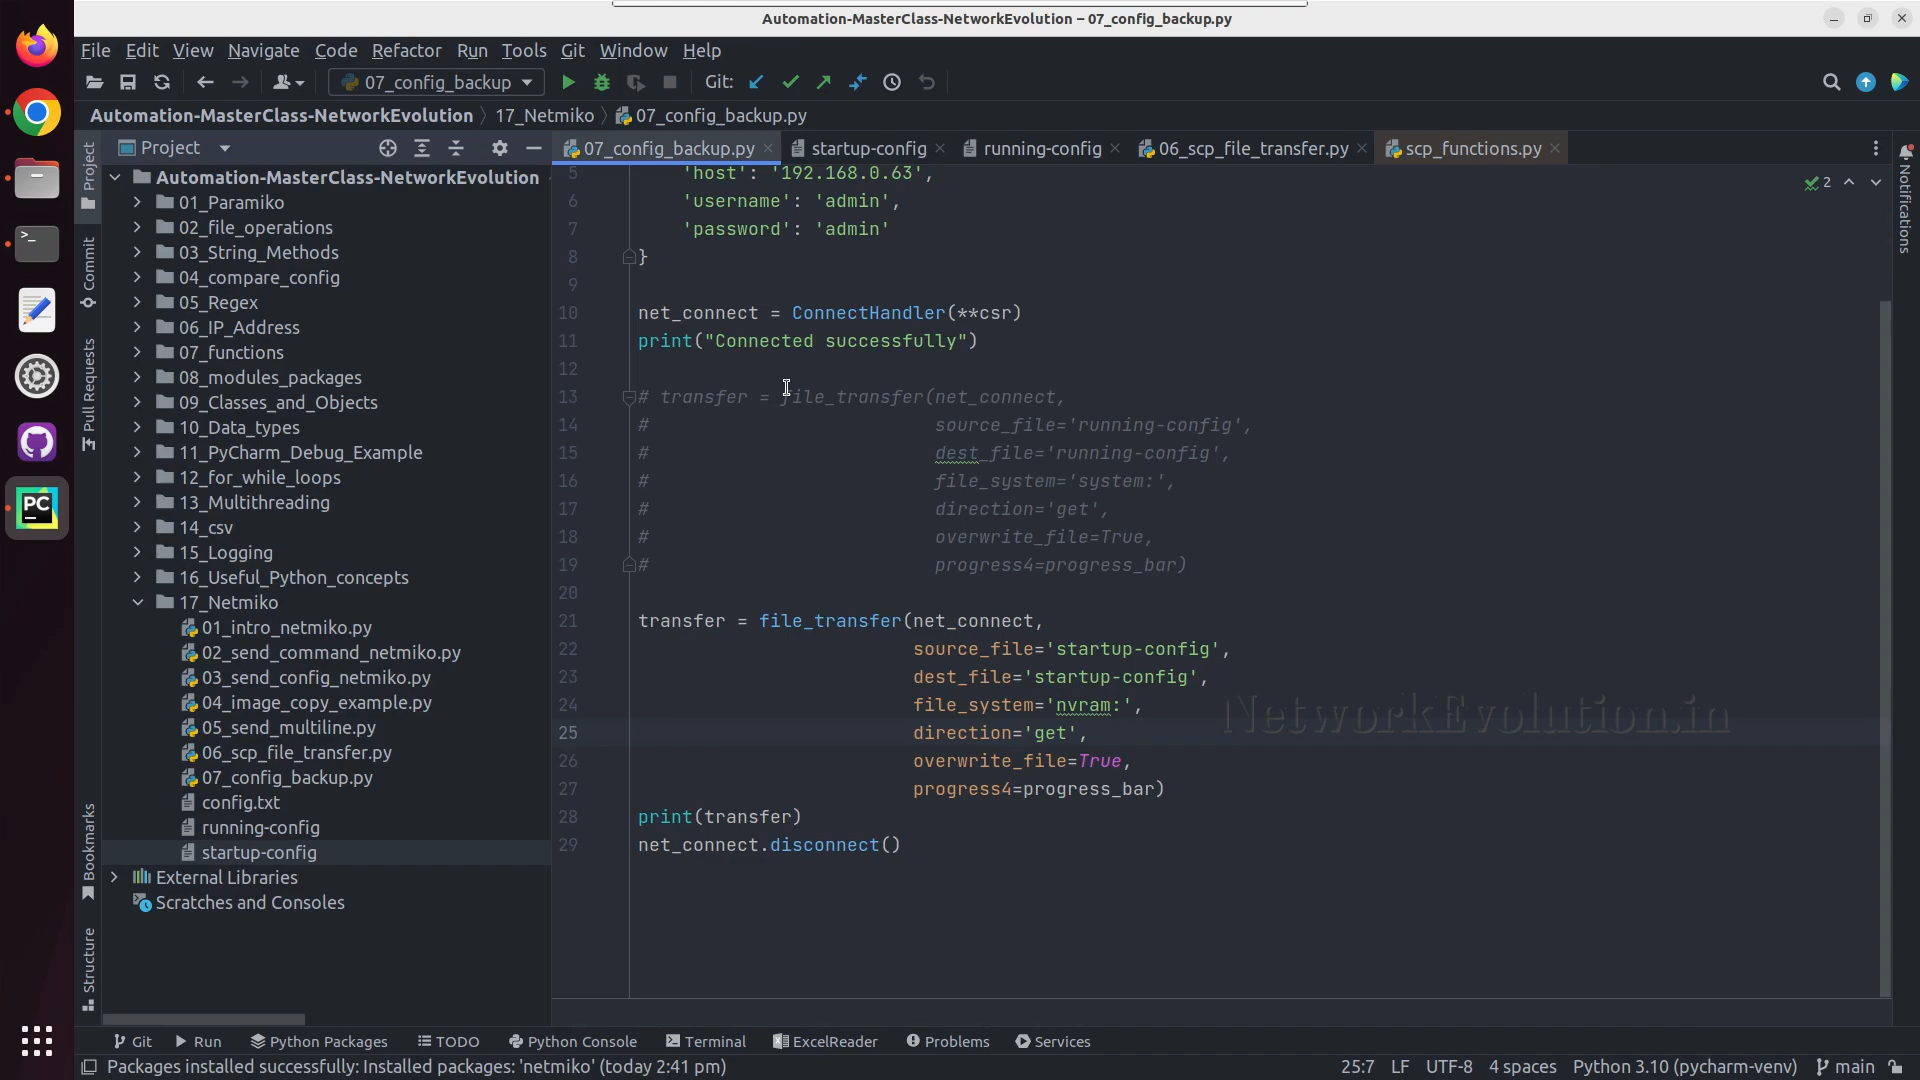 Automation-MasterClass-NetworkEvolution – 07_config_backup.py
File Edit View Navigate Code Refactor Run Tools Git Window Help
07_config_backup Git:
Automation-MasterClass-NetworkEvolution 17_Netmiko 07_config_backup.py
Project
07_config_backup.py startup-config running-config 06_scp_file_transfer.py scp_functions.py
Project
Commit
Pull Requests
Bookmarks
Structure
Automation-MasterClass-NetworkEvolution
01_Paramiko
02_file_operations
03_String_Methods
04_compare_config
05_Regex
06_IP_Address
07_functions
08_modules_packages
09_Classes_and_Objects
10_Data_types
11_PyCharm_Debug_Example
12_for_while_loops
13_Multithreading
14_csv
15_Logging
16_Useful_Python_concepts
17_Netmiko
01_intro_netmiko.py
02_send_command_netmiko.py
03_send_config_netmiko.py
04_image_copy_example.py
05_send_multiline.py
06_scp_file_transfer.py
07_config_backup.py
config.txt
running-config
startup-config
External Libraries
Scratches and Consoles
5 'host': '192.168.0.63',
6 'username': 'admin',
7 'password': 'admin'
8 }
9
10 net_connect = ConnectHandler(**csr)
11 print("Connected successfully")
12
13 # transfer = file_transfer(net_connect,
14 # source_file='running-config',
15 # dest_file='running-config',
16 # file_system='system:',
17 # direction='get',
18 # overwrite_file=True,
19 # progress4=progress_bar)
20
21 transfer = file_transfer(net_connect,
22 source_file='startup-config',
23 dest_file='startup-config',
24 file_system='nvram:',
25 direction='get',
26 overwrite_file=True,
27 progress4=progress_bar)
28 print(transfer)
29 net_connect.disconnect()
2
NetworkEvolution.in
Notifications
PC
Git Run Python Packages TODO Python Console Terminal ExcelReader Problems Services
Packages installed successfully: Installed packages: 'netmiko' (today 2:41 pm) 25:7 LF UTF-8 4 spaces Python 3.10 (pycharm-venv) main